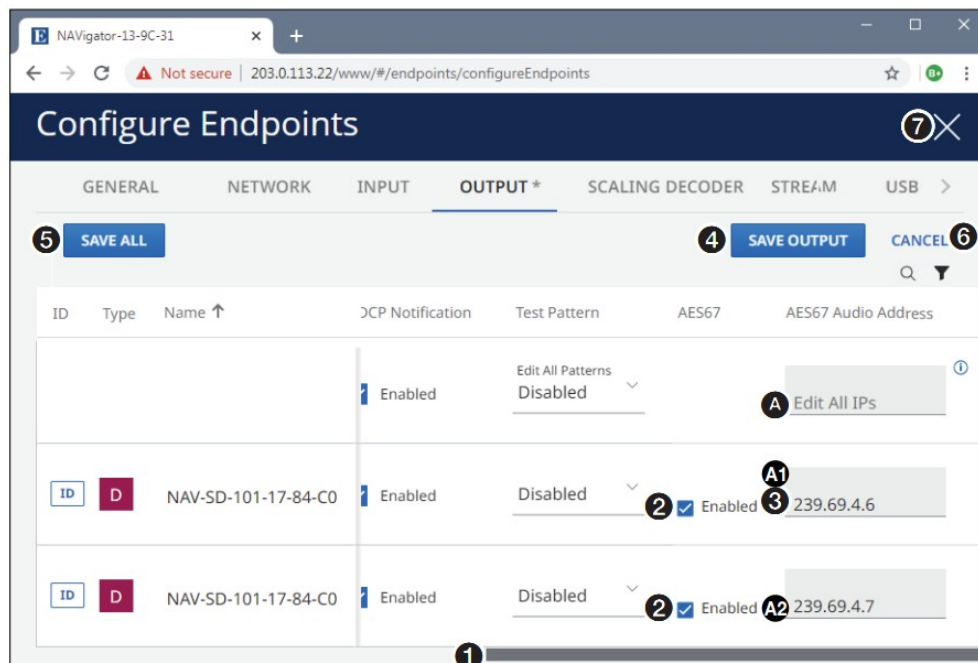 NAVigator-13-9C-31
Not secure | 203.0.113.22/www/#/endpoints/configureEndpoints
Configure Endpoints
7
GENERAL NETWORK INPUT OUTPUT * SCALING DECODER STREAM USB
5 SAVE ALL 4 SAVE OUTPUT CANCEL 6
ID Type Name ↑ OCP Notification Test Pattern AES67 AES67 Audio Address
Edit All Patterns
Enabled Disabled A Edit All IPs
A1
ID D NAV-SD-101-17-84-C0 Enabled Disabled 2 Enabled 3 239.69.4.6
ID D NAV-SD-101-17-84-C0 Enabled Disabled 2 Enabled A2 239.69.4.7
1